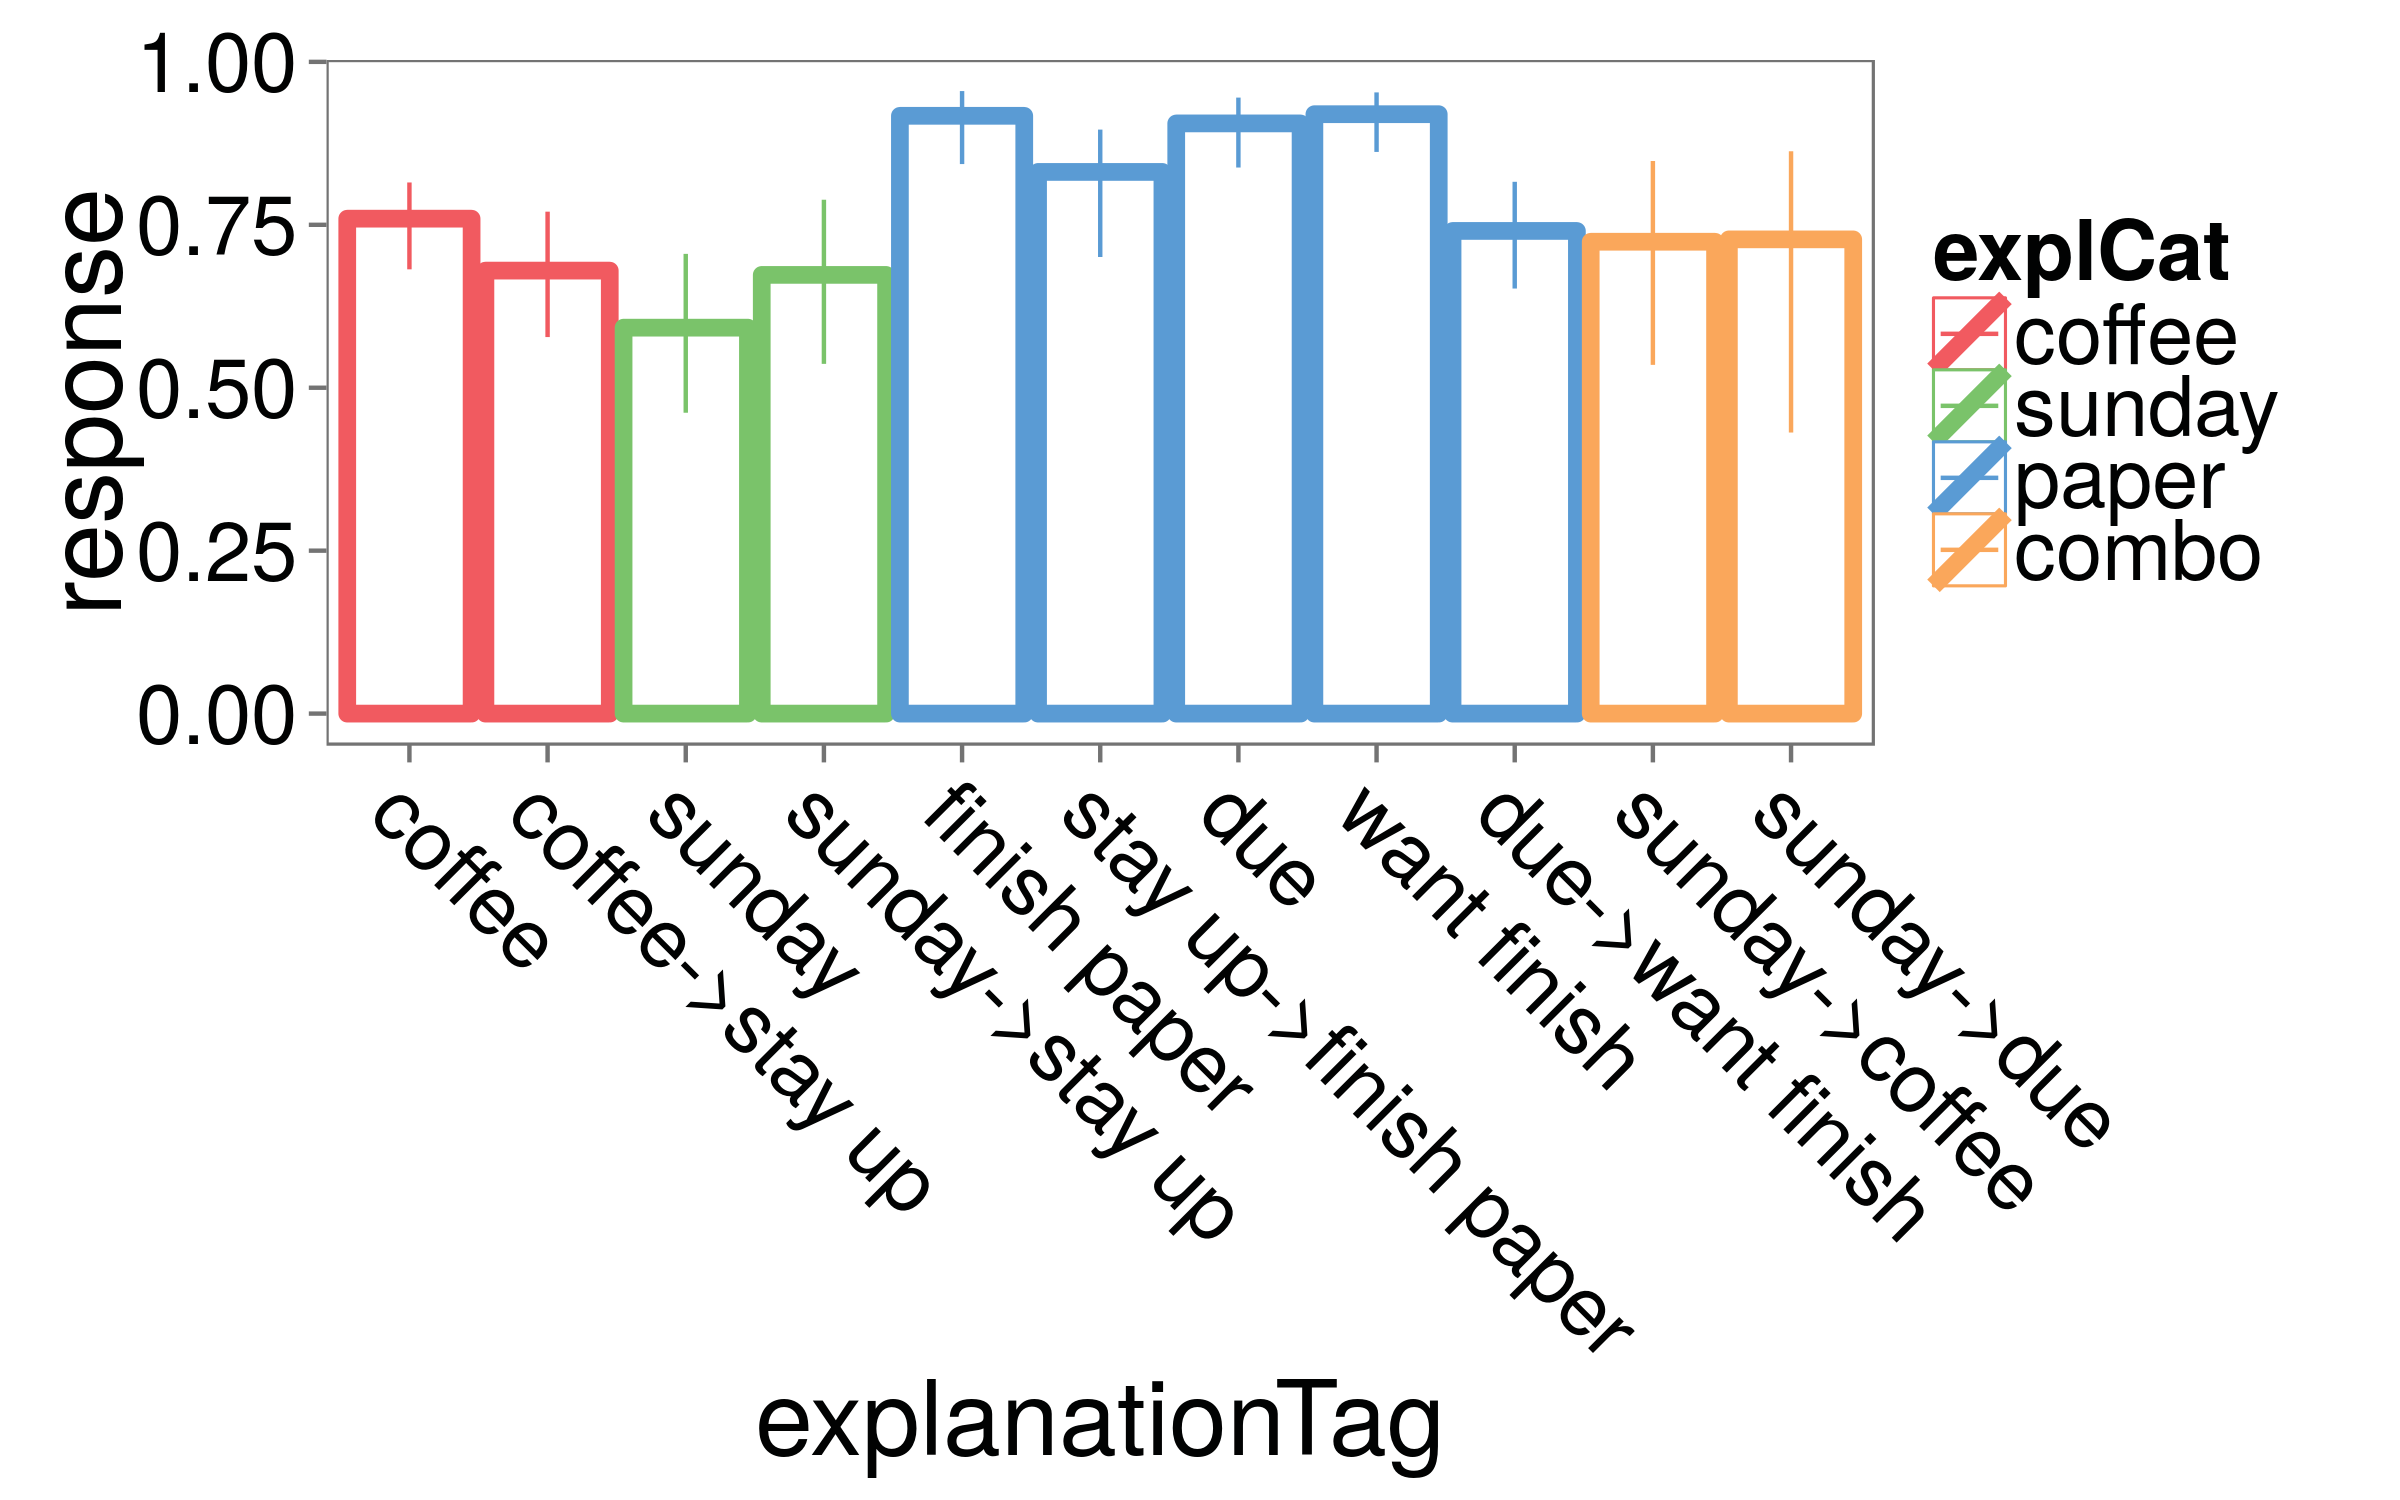 1.00
0.75
0.50
0.25
0.00
response
coffee
coffee->stay up
sunday
sunday->stay up
finish paper
stay up->finish paper
due
want finish
due->want finish
sunday->coffee
sunday->due
explanationTag
explCat
coffee
sunday
paper
combo